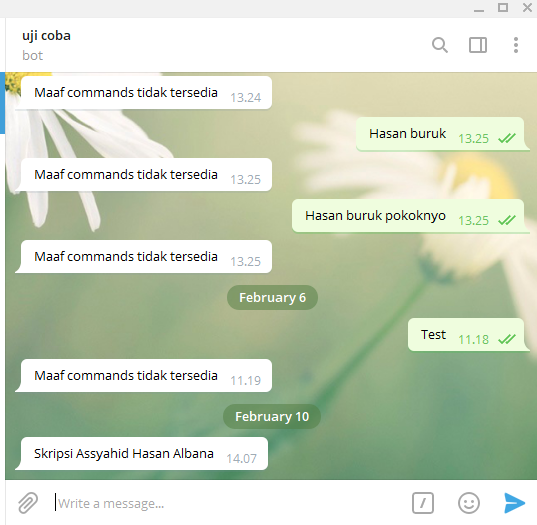 uji coba
bot
Maaf commands tidak tersedia 13.24
Hasan buruk 13.25
Maaf commands tidak tersedia 13.25
Hasan buruk pokoknyo 13.25
Maaf commands tidak tersedia 13.25
February 6
Test 11.18
Maaf commands tidak tersedia 11.19
February 10
Skripsi Assyahid Hasan Albana 14.07
Write a message...